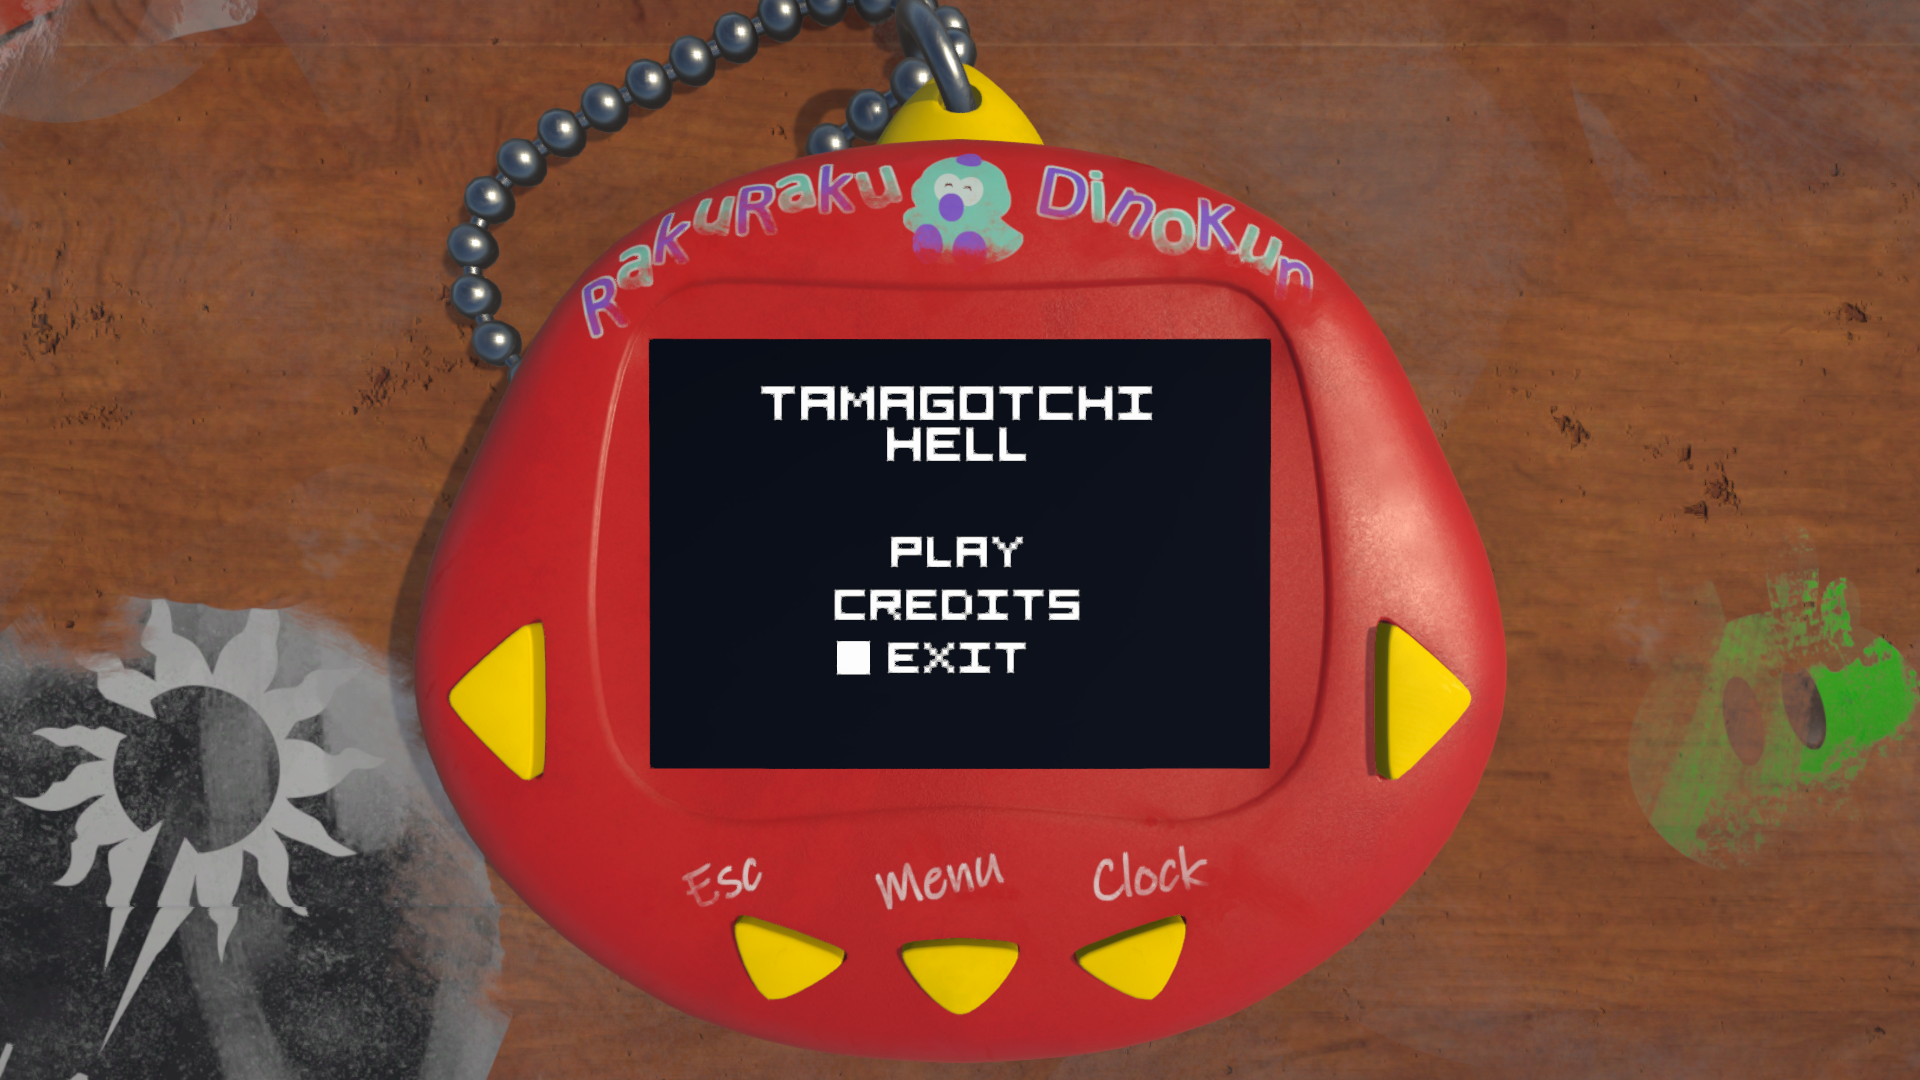 RakuRaku DinoKun
TAMAGOTCHI
HELL
PLAY
CREDITS
EXIT
Esc Menu Clock